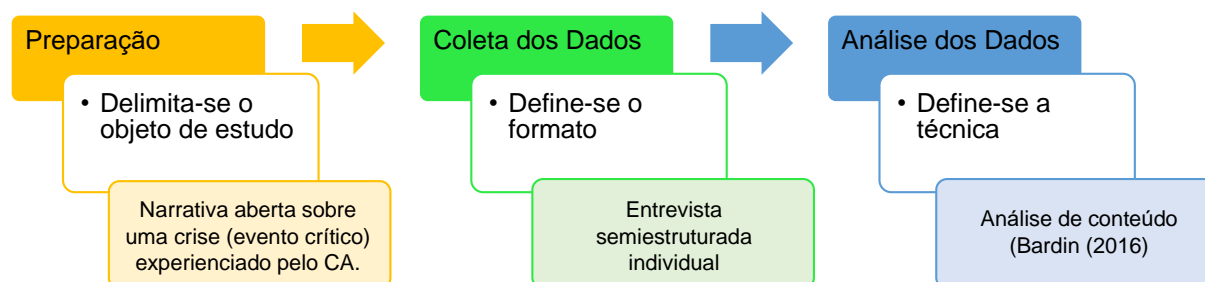 Preparação
• Delimita-se o
objeto de estudo
Narrativa aberta sobre
uma crise (evento crítico)
experienciado pelo CA.
Coleta dos Dados
• Define-se o
formato
Entrevista
semiestruturada
individual
Análise dos Dados
• Define-se a
técnica
Análise de conteúdo
(Bardin (2016)